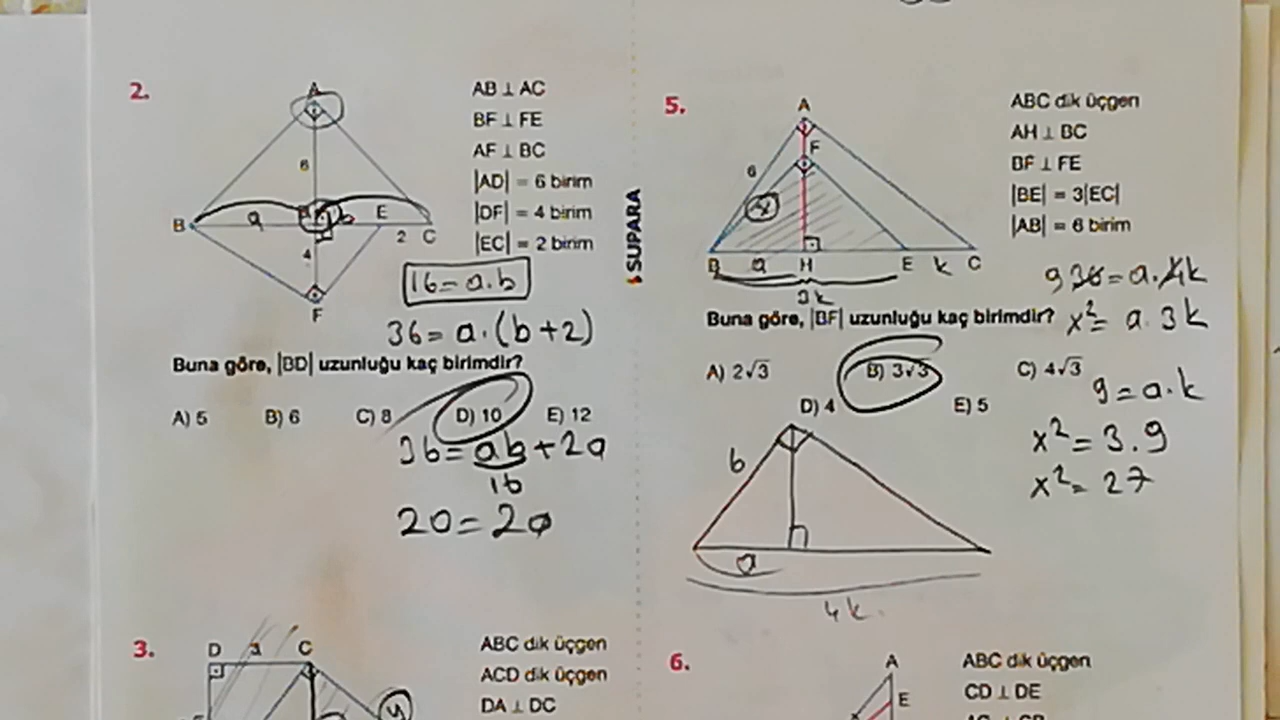 2.
A
6
B
a
b
E
2
C
4
F
AB ⊥ AC
BF ⊥ FE
AF ⊥ BC
|AD| = 6 birim
|DF| = 4 birim
|EC| = 2 birim
16 = a.b
36 = a.(b+2)
Buna göre, |BD| uzunluğu kaç birimdir?
A) 5 B) 6 C) 8 D) 10 E) 12
36 = ab + 2a
16
20 = 2a
3.
D
C
y
ABC dik üçgen
ACD dik üçgen
DA ⊥ DC
SUPARA
5.
A
F
6
x
B
a
H
E
k
C
3k
ABC dik üçgen
AH ⊥ BC
BF ⊥ FE
|BE| = 3|EC|
|AB| = 6 birim
9 36 = a.4k
Buna göre, |BF| uzunluğu kaç birimdir?
x² = a.3k
A) 2√3 B) 3√3 C) 4√3
D) 4 E) 5
9 = a.k
x² = 3.9
x² = 27
b
a
4k
6.
A
E
ABC dik üçgen
CD ⊥ DE